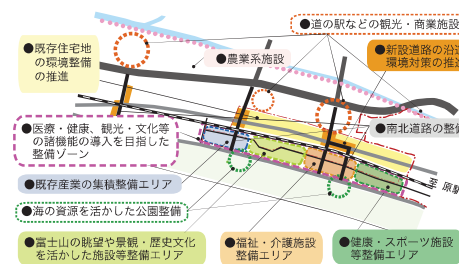 ●道の駅などの観光・商業施設
●既存住宅地
の環境整備
の推進
●農業系施設
●新設道路の沿道
環境対策の推進
●医療・健康、観光・文化等
の諸機能の導入を目指した
整備ゾーン
●南北道路の整備
●既存産業の集積整備エリア
至 原駅
●海の資源を活かした公園整備
●富士山の眺望や景観・歴史文化
を活かした施設等整備エリア
●福祉・介護施設
整備エリア
●健康・スポーツ施設
等整備エリア